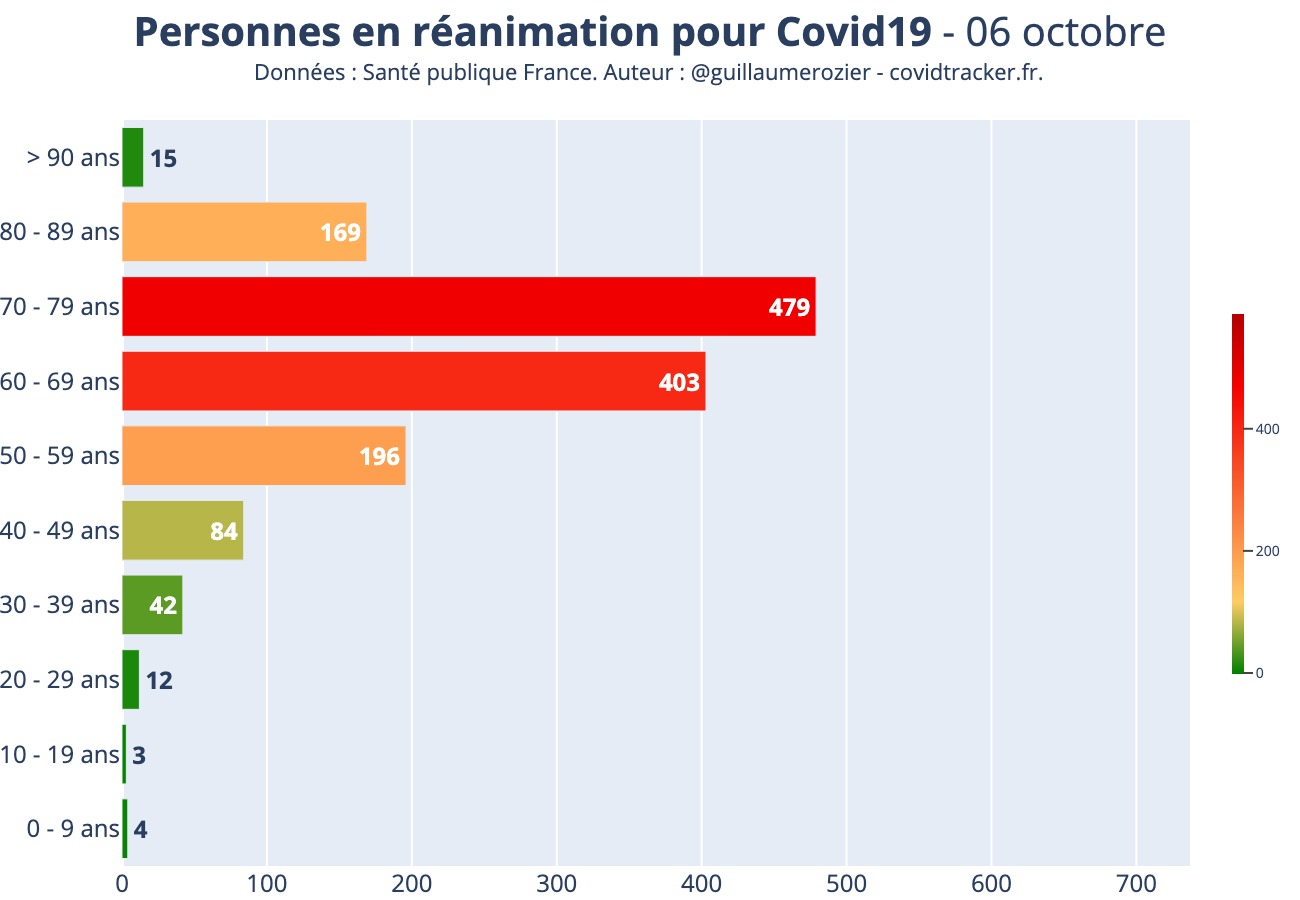 Personnes en réanimation pour Covid19 - 06 octobre
Données : Santé publique France. Auteur : @guillaumerozier - covidtracker.fr.
> 90 ans 15
80 - 89 ans 169
70 - 79 ans 479
60 - 69 ans 403
50 - 59 ans 196
40 - 49 ans 84
30 - 39 ans 42
20 - 29 ans 12
10 - 19 ans 3
0 - 9 ans 4
0 100 200 300 400 500 600 700
400
200
0